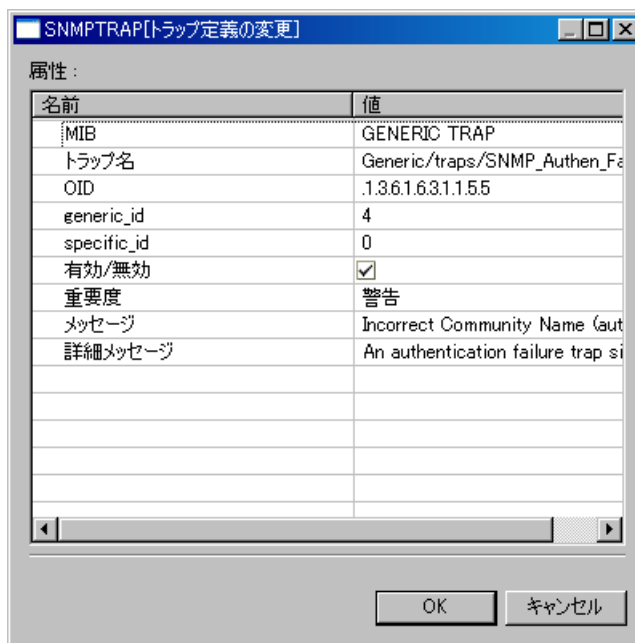 SNMPTRAP[トラップ定義の変更]
属性：
名前 値
MIB GENERIC TRAP
トラップ名 Generic/traps/SNMP_Authen_Fa
OID .1.3.6.1.6.3.1.1.5.5
generic_id 4
specific_id 0
有効/無効
重要度 警告
メッセージ Incorrect Community Name (aut
詳細メッセージ An authentication failure trap si
OK キャンセル